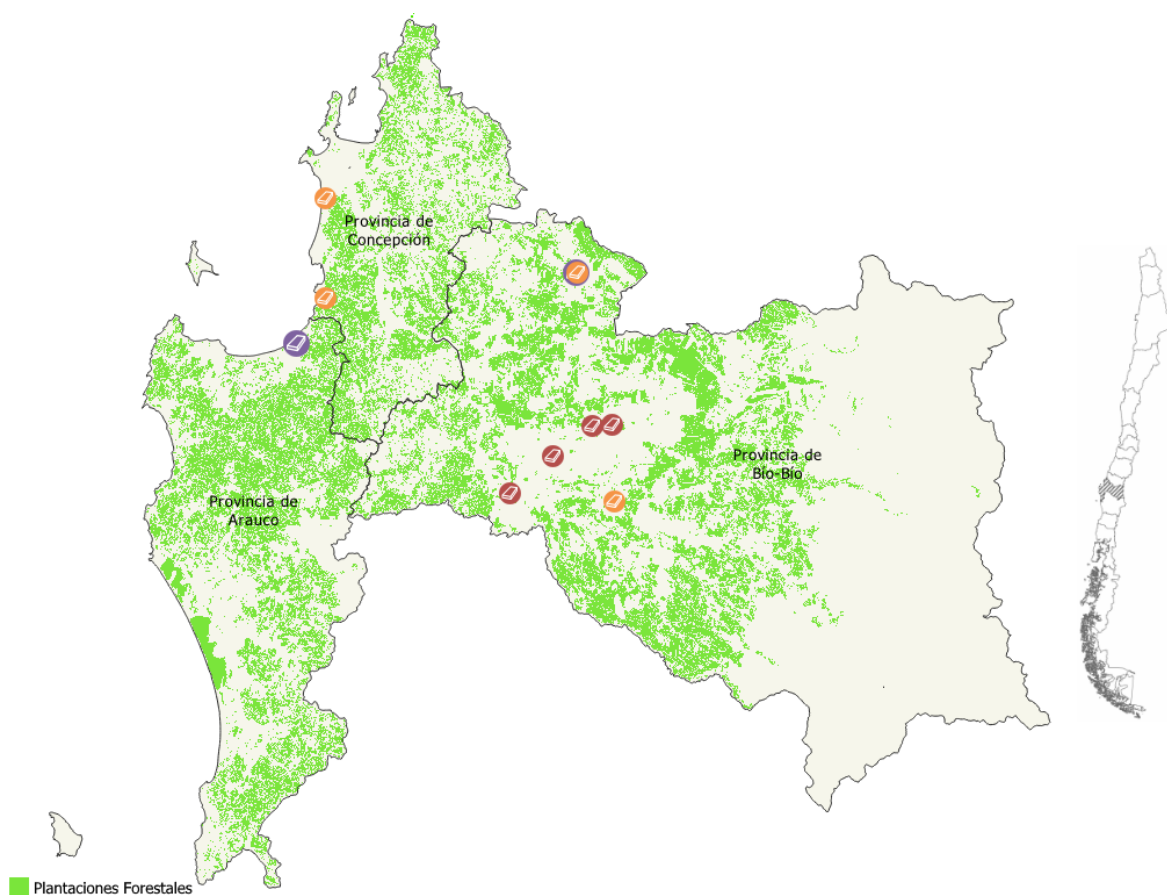 Provincia de
Concepción
Provincia de
Bío-Bío
Provincia de
Arauco
Plantaciones Forestales